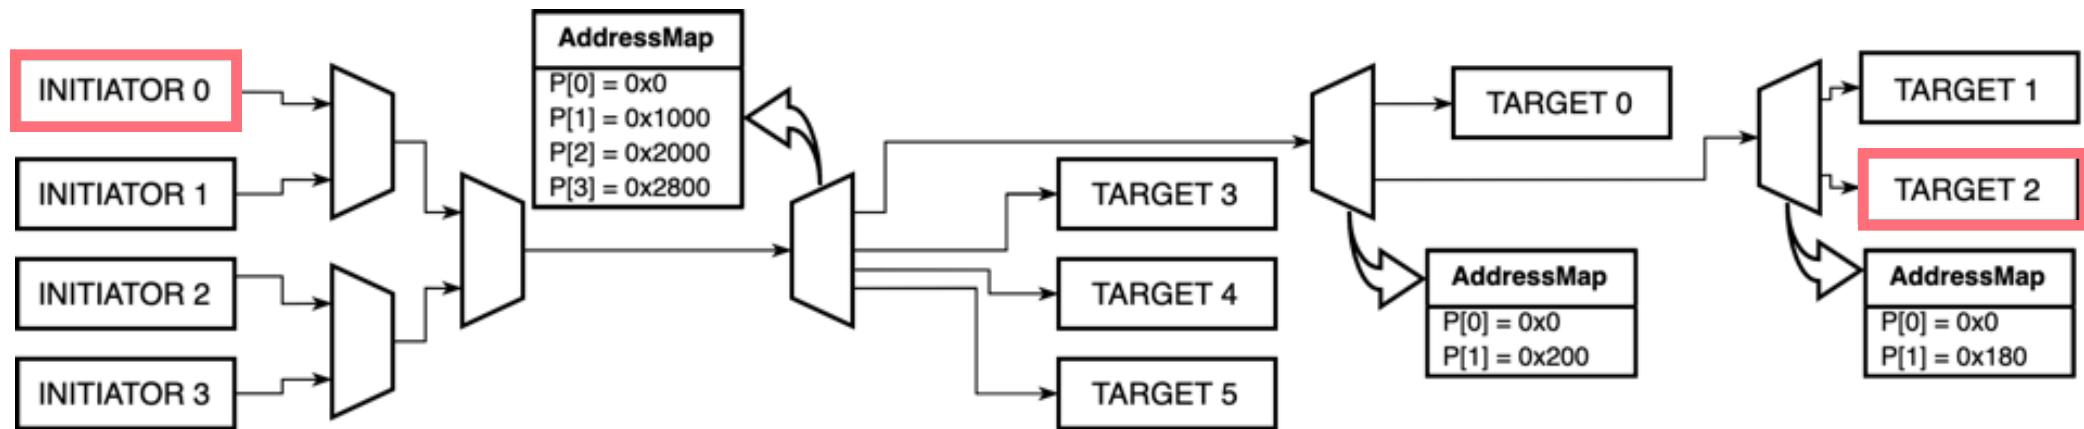 INITIATOR 0
INITIATOR 1
INITIATOR 2
INITIATOR 3
AddressMap
P[0] = 0x0
P[1] = 0x1000
P[2] = 0x2000
P[3] = 0x2800
TARGET 3
TARGET 4
TARGET 5
TARGET 0
AddressMap
P[0] = 0x0
P[1] = 0x200
TARGET 1
TARGET 2
AddressMap
P[0] = 0x0
P[1] = 0x180